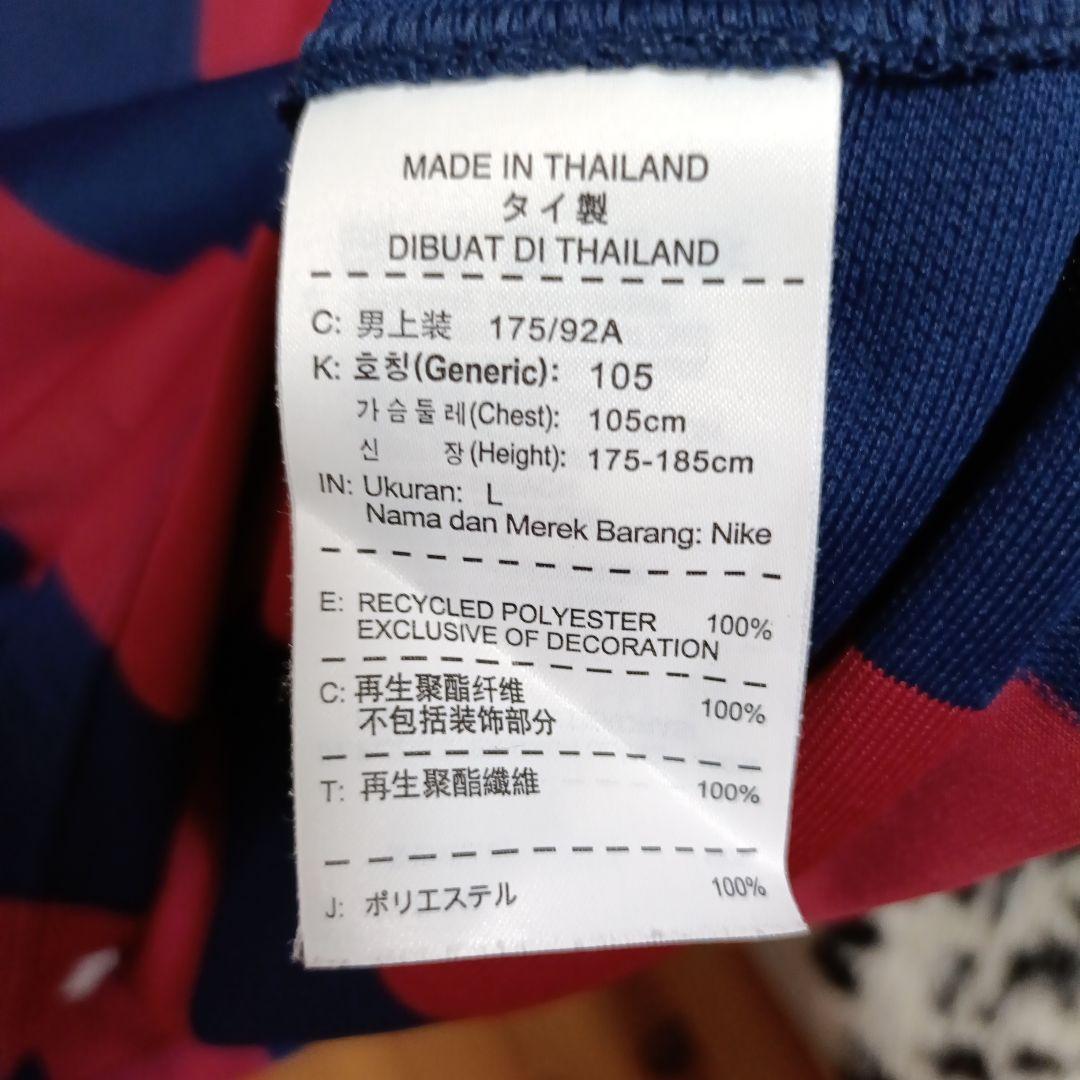 MADE IN THAILAND
タイ製
DIBUAT DI THAILAND
C: 男上装 175/92A
K: 호칭(Generic): 105
가슴둘레(Chest): 105cm
신 장(Height): 175-185cm
IN: Ukuran: L
Nama dan Merek Barang: Nike
E: RECYCLED POLYESTER 100%
EXCLUSIVE OF DECORATION
C: 再生聚酯纤维 100%
不包括装饰部分
T: 再生聚酯纖維 100%
J: ポリエステル 100%